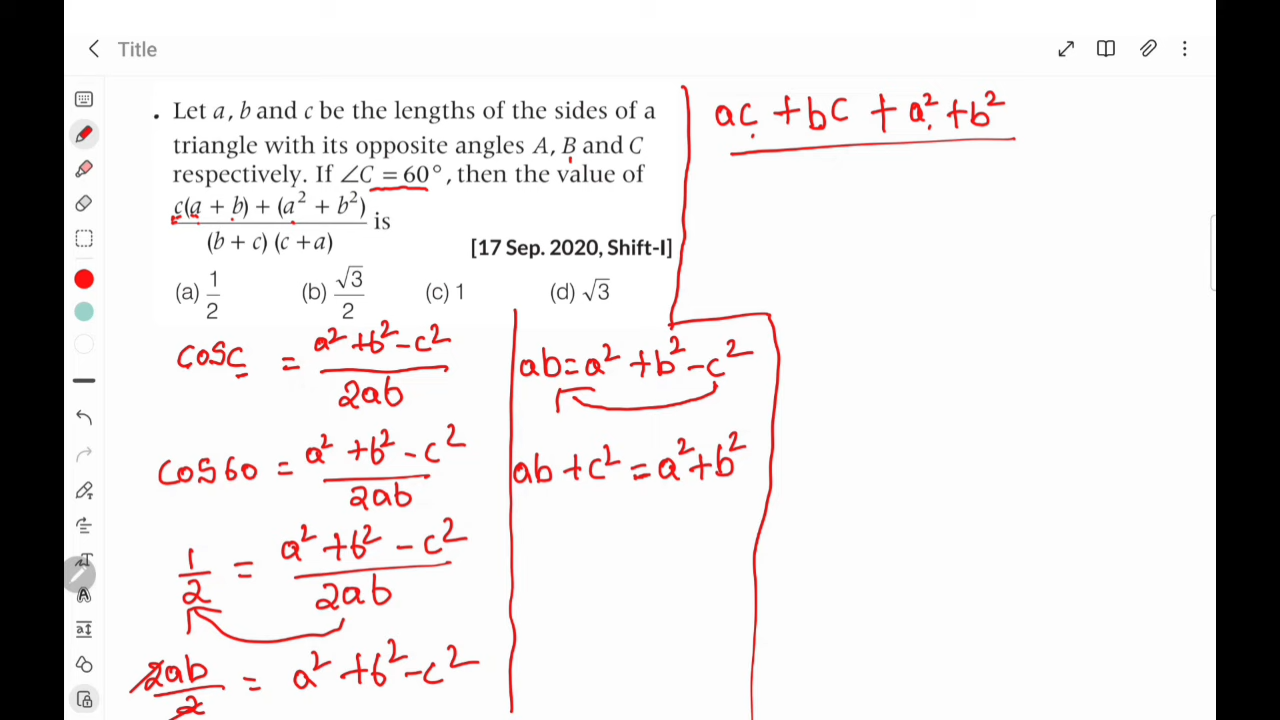 Title
. Let a, b and c be the lengths of the sides of a
triangle with its opposite angles A, B and C
respectively. If ∠C = 60°, then the value of
c(a + b) + (a² + b²)
is
(b + c) (c + a)
[17 Sep. 2020, Shift-I]
(a) 1/2 (b) √3/2 (c) 1 (d) √3
cosc = a² + b² - c² / 2ab
cos 60 = a² + b² - c² / 2ab
1/2 = a² + b² - c² / 2ab
2ab/2 = a² + b² - c²
ab = a² + b² - c²
ab + c² = a² + b²
ac + bc + a² + b²